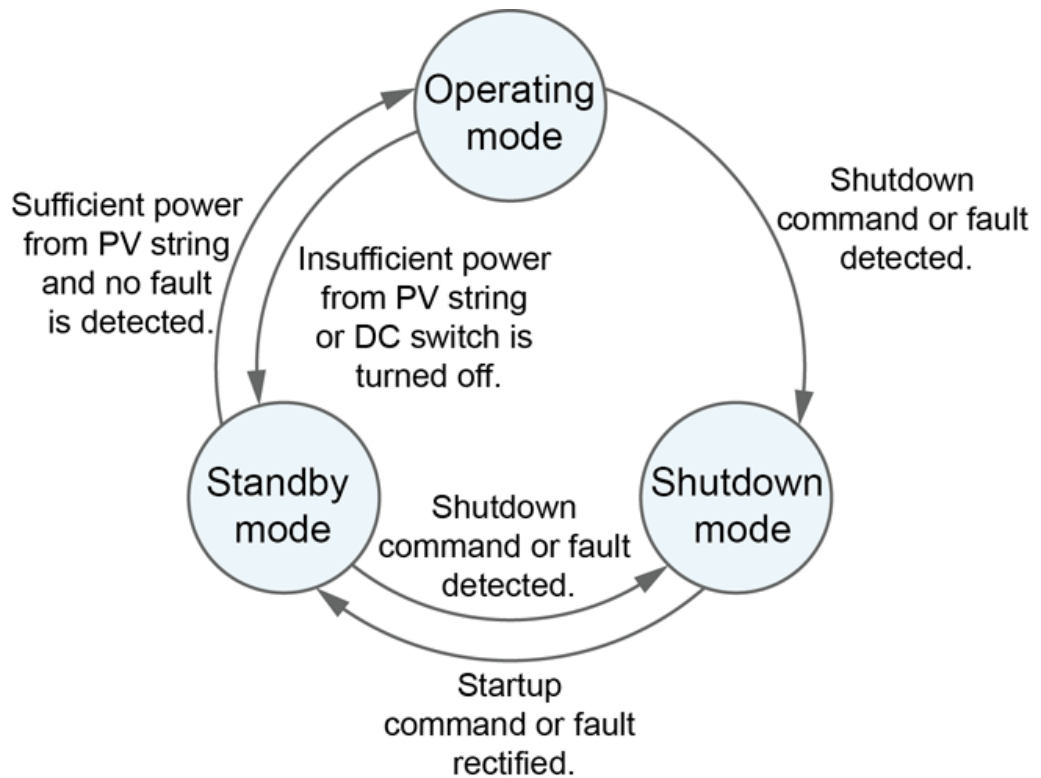 Operating
mode
Shutdown
command or fault
detected.
Sufficient power
from PV string
and no fault
is detected.
Insufficient power
from PV string
or DC switch is
turned off.
Standby
mode
Shutdown
command or fault
detected.
Shutdown
mode
Startup
command or fault
rectified.